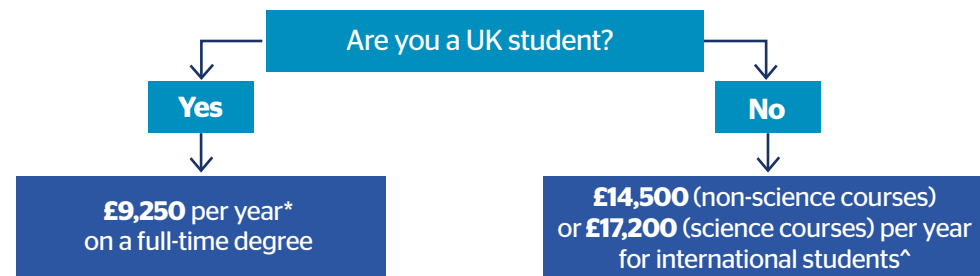 Are you a UK student?
Yes
No
£9,250 per year*
on a full-time degree
£14,500 (non-science courses)
or £17,200 (science courses) per year
for international students^